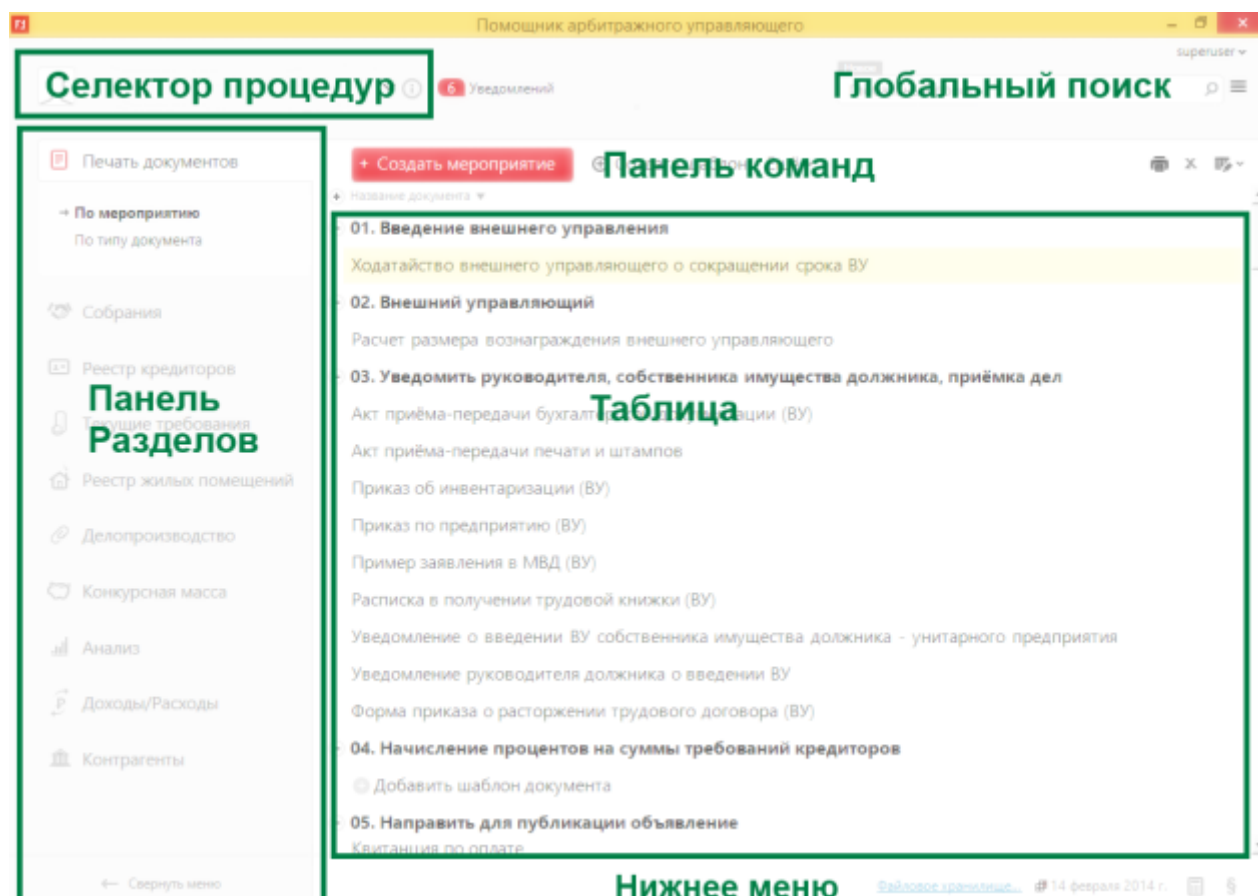 Помощник арбитражного управляющего
superuser
Селектор процедур
6 Уведомлений
Поиск
Глобальный поиск
Печать документов
По мероприятию
По типу документа
Собрания
Реестр кредиторов
Панель
Текущие требования
Разделов
Реестр жилых помещений
Делопроизводство
Конкурсная масса
Анализ
Доходы/Расходы
Контрагенты
Свернуть меню
+ Создать мероприятие
Панель команд
Название документа
01. Введение внешнего управления
Ходатайство внешнего управляющего о сокращении срока ВУ
02. Внешний управляющий
Расчет размера вознаграждения внешнего управляющего
03. Уведомить руководителя, собственника имущества должника, приёмка дел
Таблица
Акт приёма-передачи (ВУ)
Акт приёма-передачи печати и штампов
Приказ об инвентаризации (ВУ)
Приказ по предприятию (ВУ)
Пример заявления в МВД (ВУ)
Расписка в получении трудовой книжки (ВУ)
Уведомление о введении ВУ собственника имущества должника - унитарного предприятия
Уведомление руководителя должника о введении ВУ
Форма приказа о расторжении трудового договора (ВУ)
04. Начисление процентов на суммы требований кредиторов
Добавить шаблон документа
05. Направить для публикации объявление
Квитанция по оплате
Нижнее меню
Файловое хранилище... 14 февраля 2014 г. §